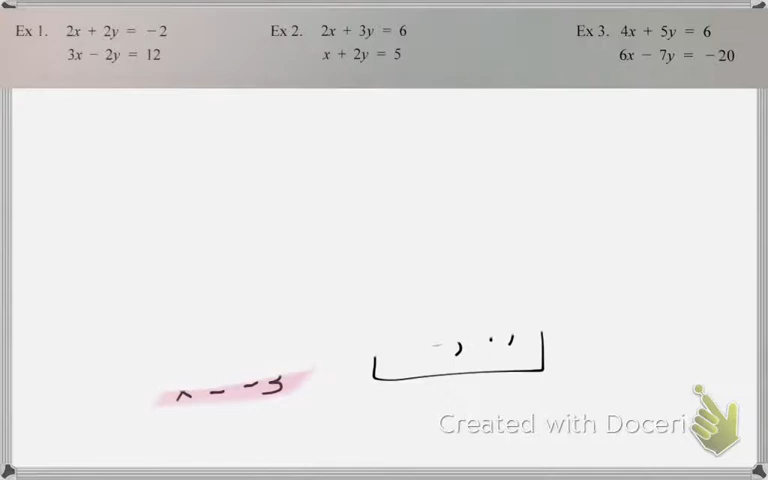 Ex 1. 2x + 2y = -2
3x - 2y = 12
Ex 2. 2x + 3y = 6
x + 2y = 5
Ex 3. 4x + 5y = 6
6x - 7y = -20
Created with Doceri